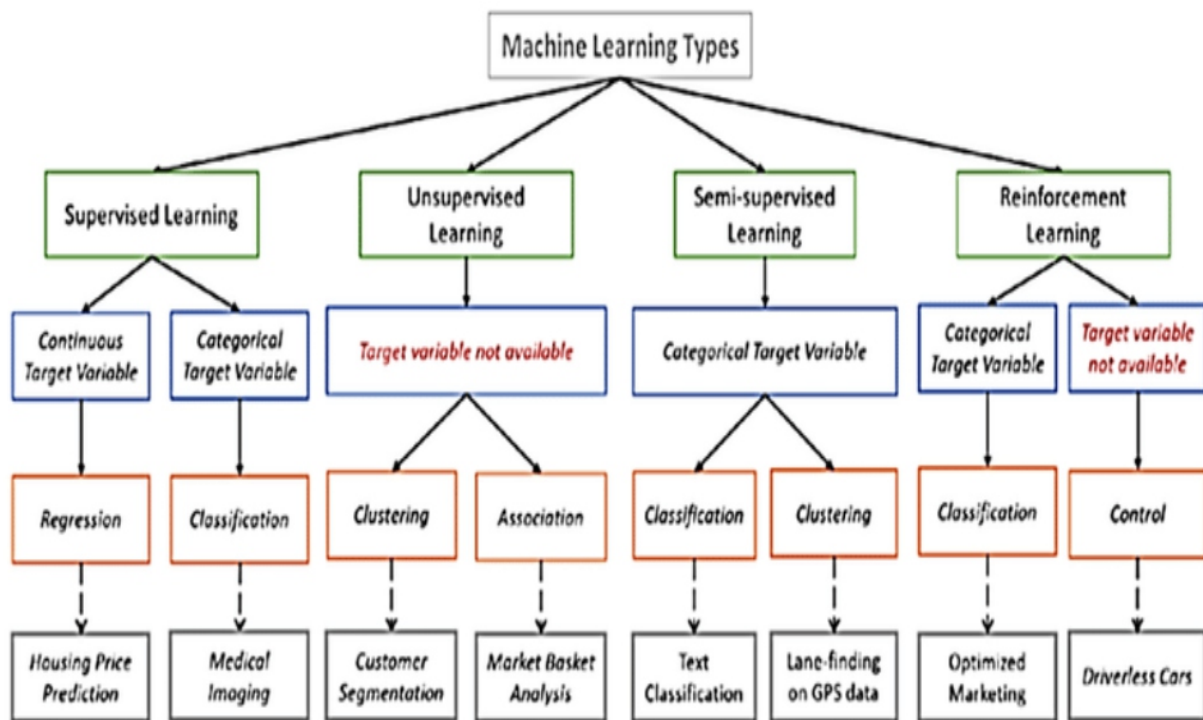 Machine Learning Types
Supervised Learning
Unsupervised
Learning
Semi-supervised
Learning
Reinforcement
Learning
Continuous
Target Variable
Categorical
Target Variable
Target variable not available
Categorical Target Variable
Categorical
Target Variable
Target variable
not available
Regression
Classification
Clustering
Association
Classification
Clustering
Classification
Control
Housing Price
Prediction
Medical
Imaging
Customer
Segmentation
Market Basket
Analysis
Text
Classification
Lane-finding
on GPS data
Optimized
Marketing
Driverless Cars